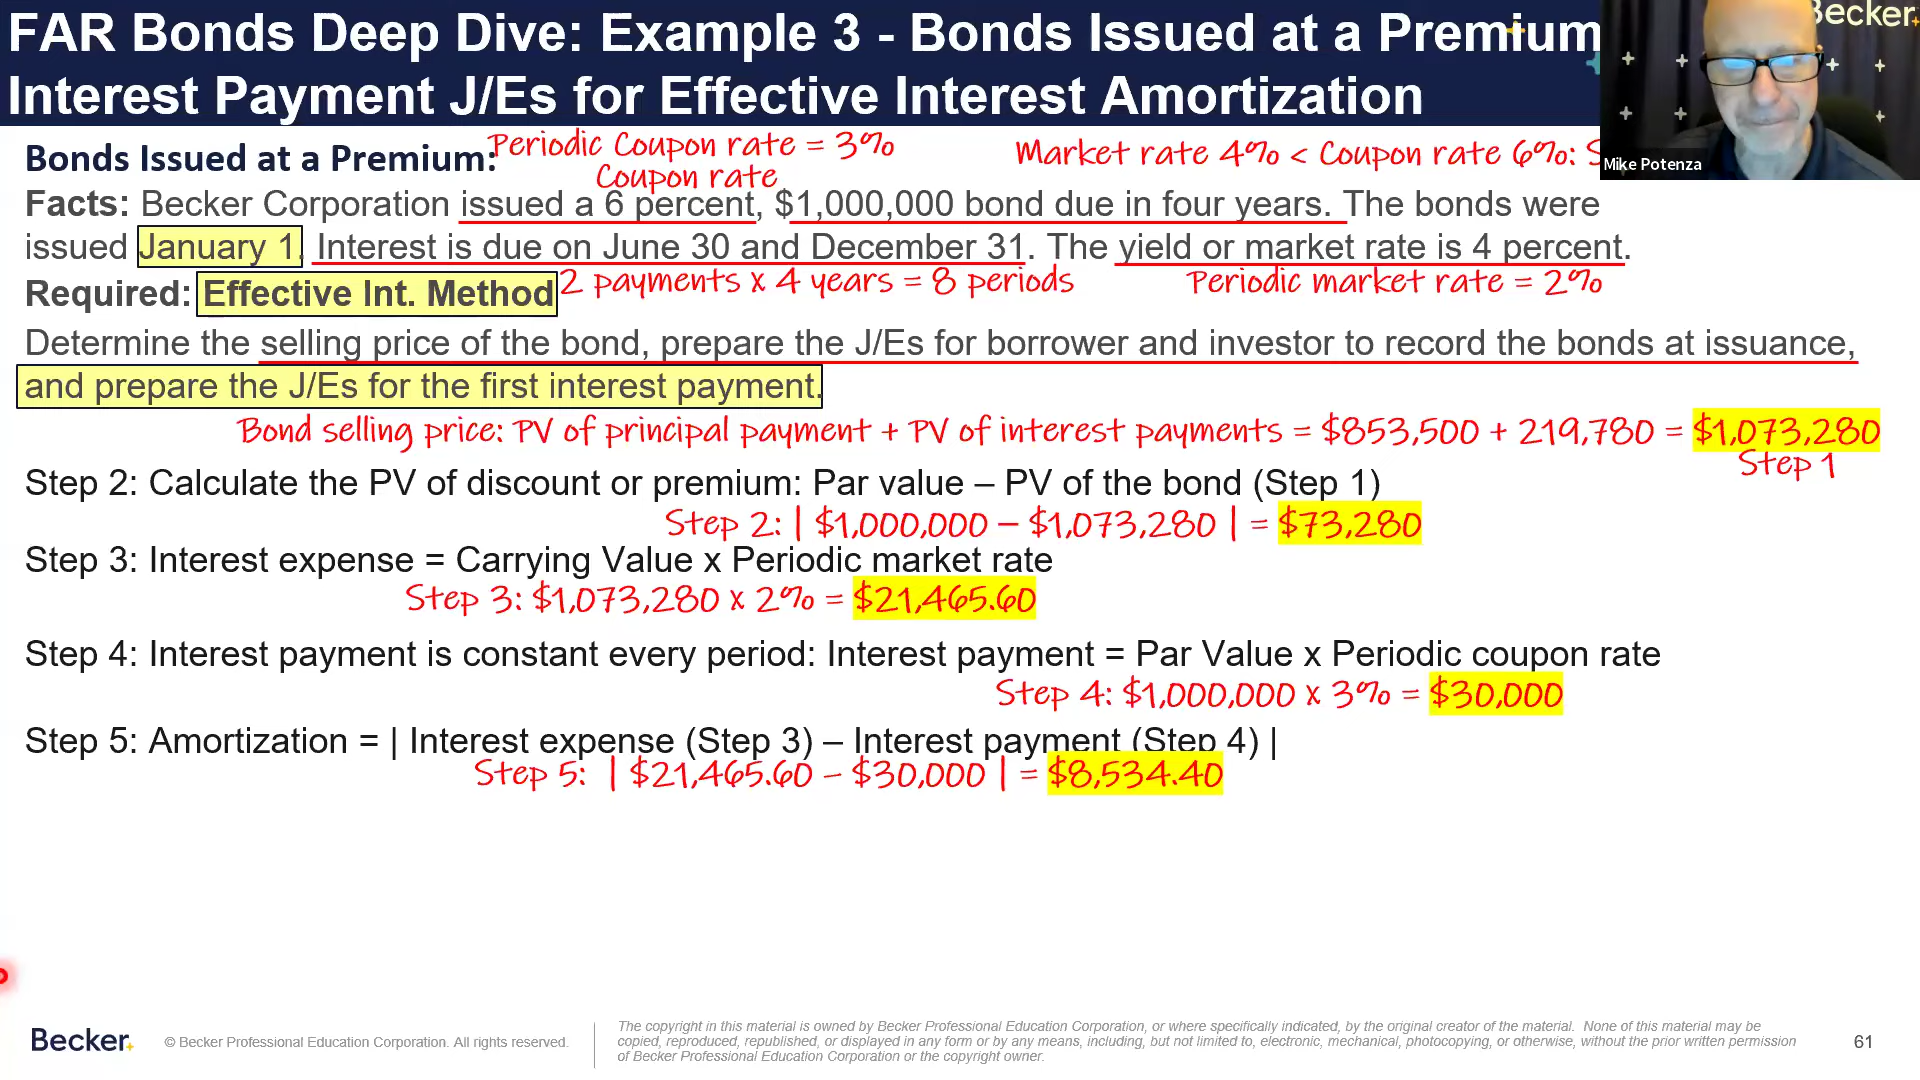 FAR Bonds Deep Dive: Example 3 - Bonds Issued at a Premium
Interest Payment J/Es for Effective Interest Amortization
Becker
Mike Potenza
Bonds Issued at a Premium:
Periodic Coupon rate = 3%
Market rate 4% < Coupon rate 6%: S
Coupon rate
Facts: Becker Corporation issued a 6 percent, $1,000,000 bond due in four years. The bonds were
issued January 1. Interest is due on June 30 and December 31. The yield or market rate is 4 percent.
Required: Effective Int. Method
2 payments x 4 years = 8 periods
Periodic market rate = 2%
Determine the selling price of the bond, prepare the J/Es for borrower and investor to record the bonds at issuance,
and prepare the J/Es for the first interest payment.
Bond selling price: PV of principal payment + PV of interest payments = $853,500 + 219,780 = $1,073,280
Step 1
Step 2: Calculate the PV of discount or premium: Par value – PV of the bond (Step 1)
Step 2: | $1,000,000 – $1,073,280 | = $73,280
Step 3: Interest expense = Carrying Value x Periodic market rate
Step 3: $1,073,280 x 2% = $21,465.60
Step 4: Interest payment is constant every period: Interest payment = Par Value x Periodic coupon rate
Step 4: $1,000,000 x 3% = $30,000
Step 5: Amortization = | Interest expense (Step 3) – Interest payment (Step 4) |
Step 5: | $21,465.60 – $30,000 | = $8,534.40
Becker.
© Becker Professional Education Corporation. All rights reserved.
The copyright in this material is owned by Becker Professional Education Corporation, or where specifically indicated, by the original creator of the material. None of this material may be
copied, reproduced, republished, or displayed in any form or by any means, including, but not limited to, electronic, mechanical, photocopying, or otherwise, without the prior written permission
of Becker Professional Education Corporation or the copyright owner.
61